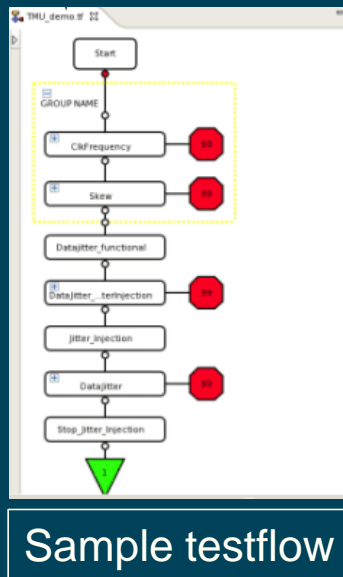 TMU_demo.tf
Start
GROUP NAME
ClkFrequency
99
Skew
99
Datajitter_functional
DataJitter_...terInjection
99
Jitter_Injection
DataJitter
99
Stop_Jitter_Injection
1
Sample testflow